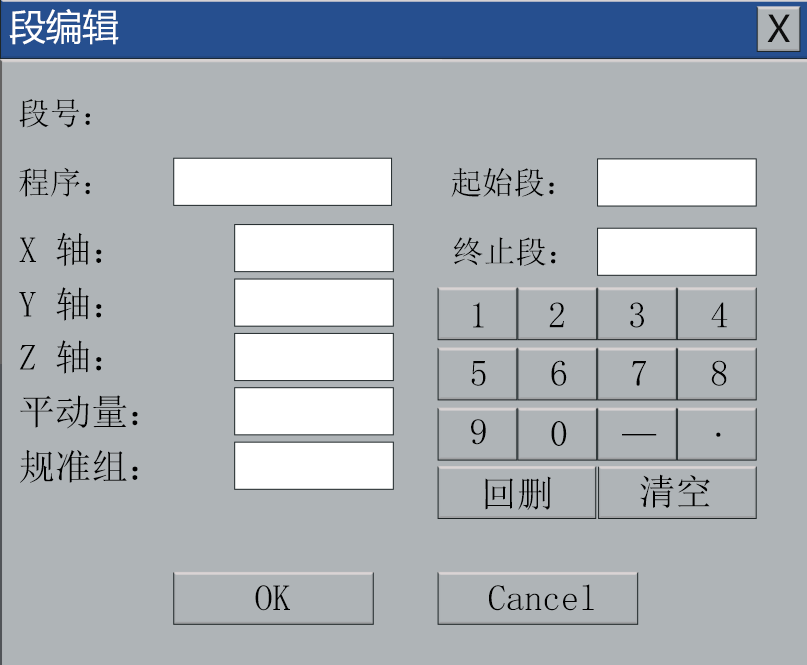 段编辑 X
段号：
程序： 起始段：
X 轴： 终止段：
Y 轴： 1 2 3 4
Z 轴： 5 6 7 8
平动量： 9 0 — .
规准组： 回删 清空
OK Cancel